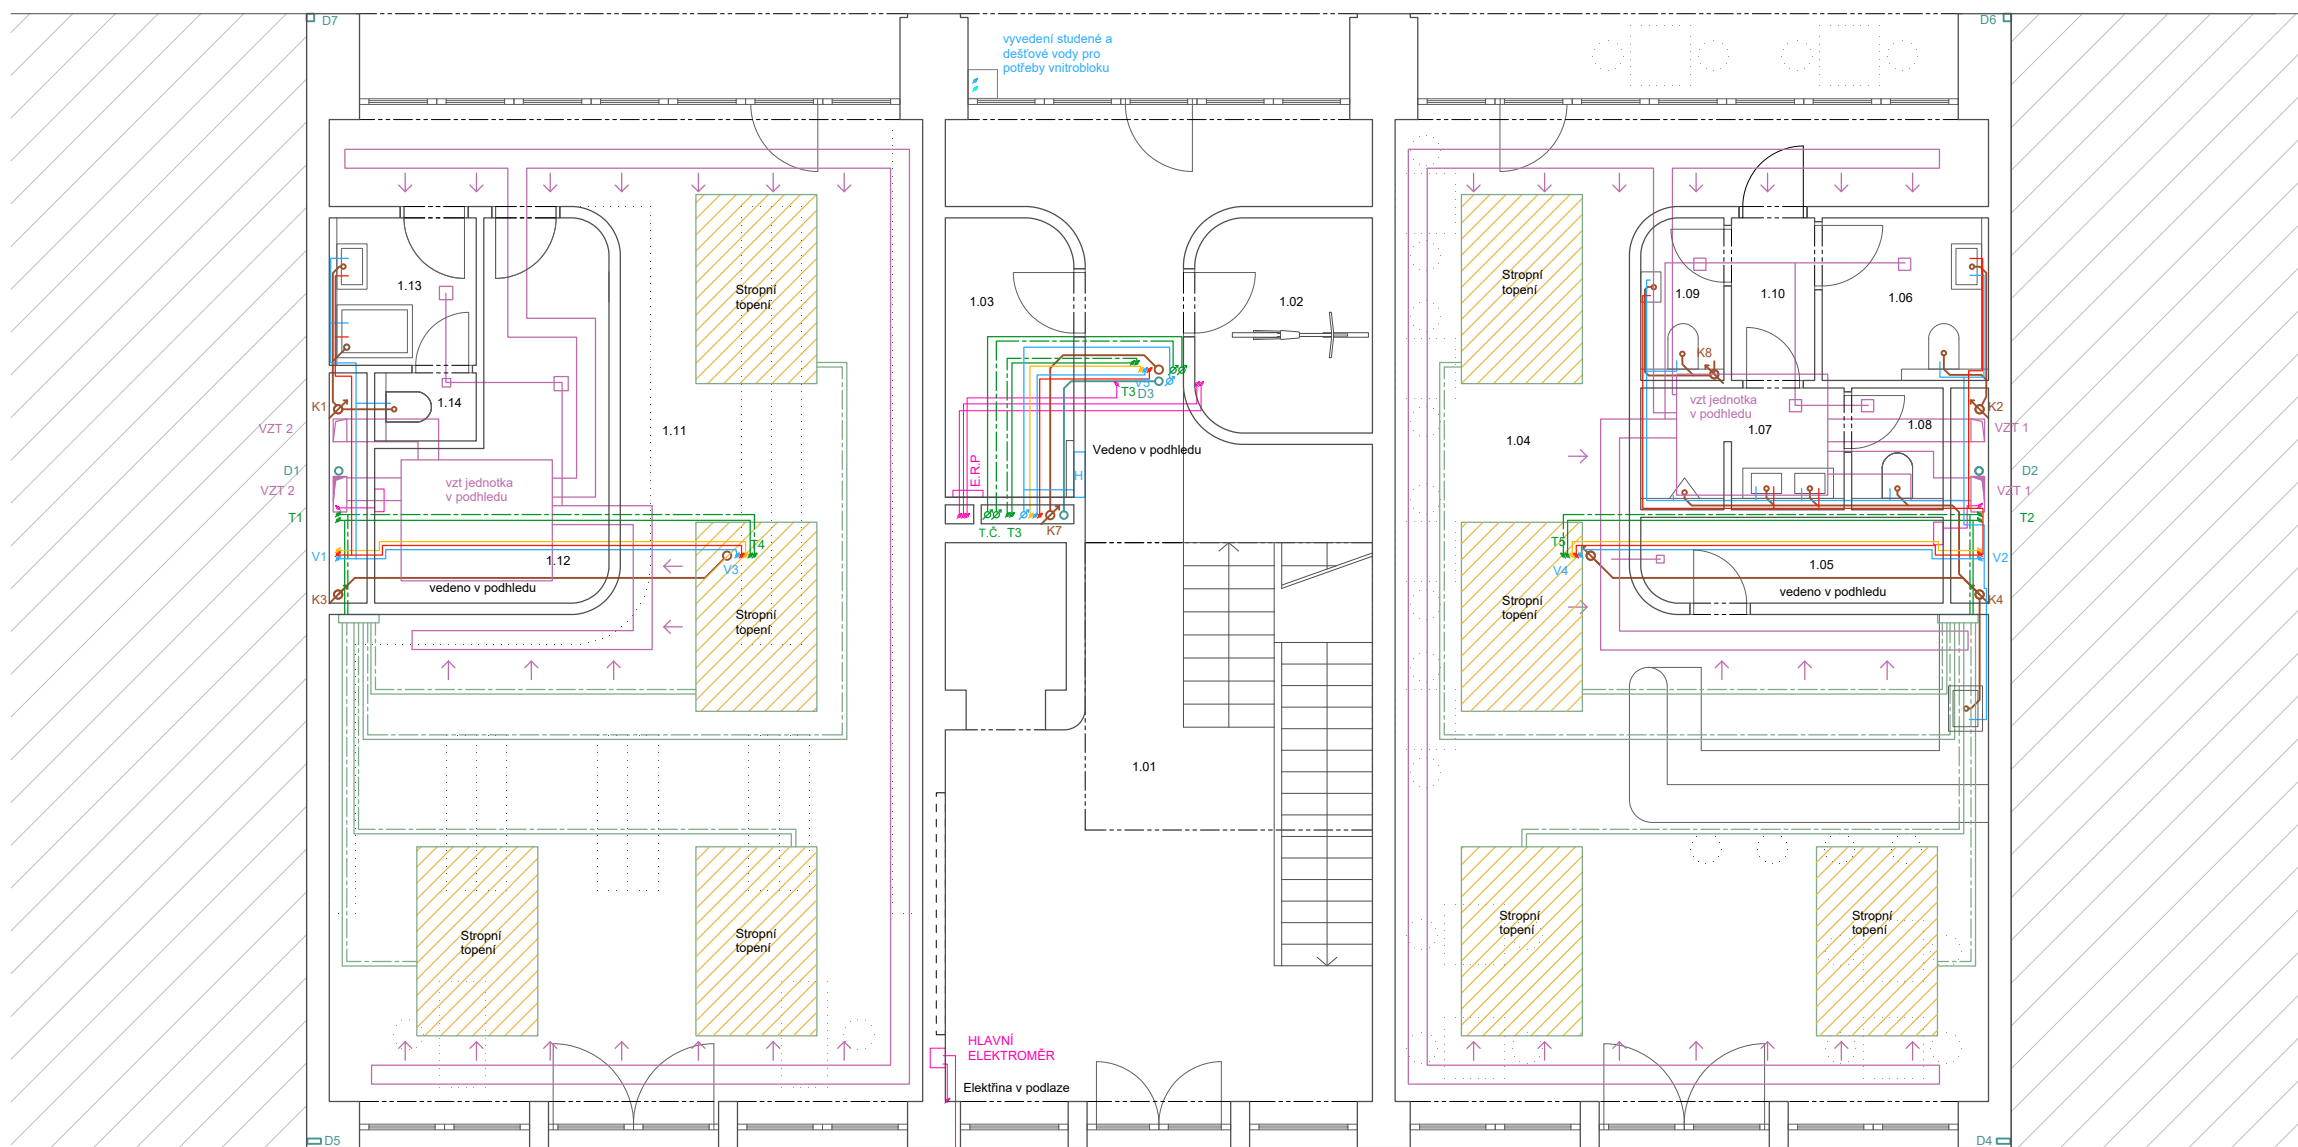 D7
D6
vyvedení studené a
dešťové vody pro
potřeby vnitrobloku
1.13
1.14
K1
VZT 2
D1
VZT 2
T1
V1
K3
vzt jednotka
v podhledu
1.12
vedeno v podhledu
1.11
Stropní
topení
T4
V3
Stropní
topení
Stropní
topení
Stropní
topení
1.03
1.02
V5
T3
D3
Vedeno v podhledu
E.R.P
H
T.Č.
T3
K7
1.01
HLAVNÍ
ELEKTROMĚR
Elektřina v podlaze
Stropní
topení
1.09
1.10
1.06
K8
vzt jednotka
v podhledu
1.07
1.08
1.04
K2
VZT 1
D2
VZT 1
T2
T5
V4
1.05
V2
vedeno v podhledu
K4
Stropní
topení
Stropní
topení
Stropní
topení
D5
D4